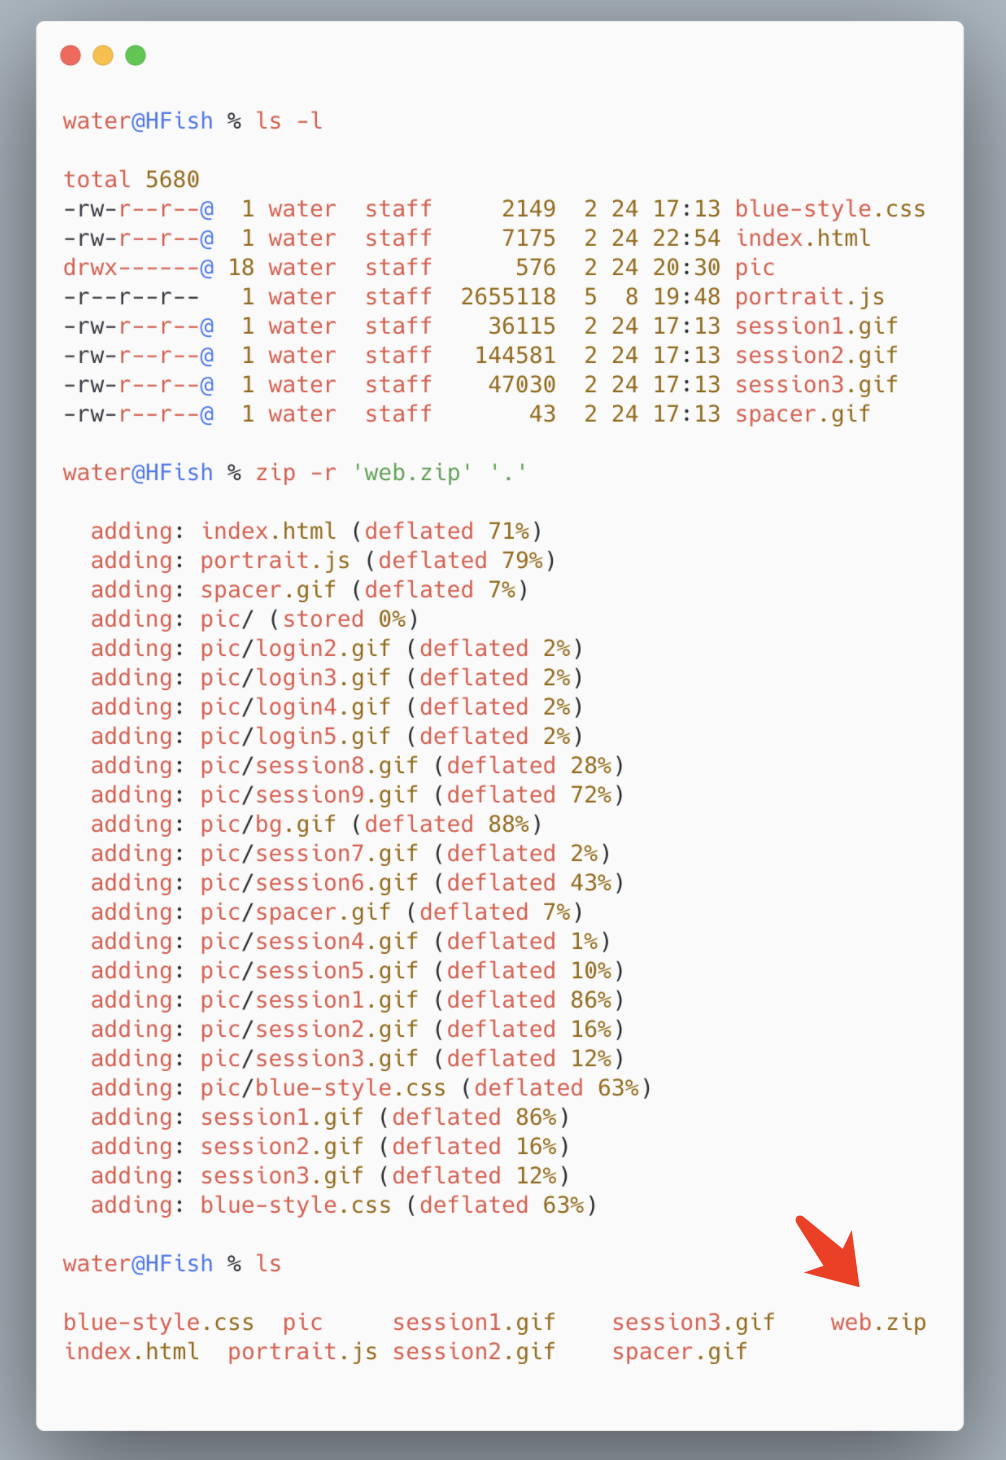 water@HFish % ls -l
total 5680
-rw-r--r--@  1 water  staff     2149  2 24 17:13 blue-style.css
-rw-r--r--@  1 water  staff     7175  2 24 22:54 index.html
drwx------@ 18 water  staff      576  2 24 20:30 pic
-r--r--r--   1 water  staff  2655118  5  8 19:48 portrait.js
-rw-r--r--@  1 water  staff    36115  2 24 17:13 session1.gif
-rw-r--r--@  1 water  staff   144581  2 24 17:13 session2.gif
-rw-r--r--@  1 water  staff    47030  2 24 17:13 session3.gif
-rw-r--r--@  1 water  staff       43  2 24 17:13 spacer.gif
water@HFish % zip -r 'web.zip' '.'
  adding: index.html (deflated 71%)
  adding: portrait.js (deflated 79%)
  adding: spacer.gif (deflated 7%)
  adding: pic/ (stored 0%)
  adding: pic/login2.gif (deflated 2%)
  adding: pic/login3.gif (deflated 2%)
  adding: pic/login4.gif (deflated 2%)
  adding: pic/login5.gif (deflated 2%)
  adding: pic/session8.gif (deflated 28%)
  adding: pic/session9.gif (deflated 72%)
  adding: pic/bg.gif (deflated 88%)
  adding: pic/session7.gif (deflated 2%)
  adding: pic/session6.gif (deflated 43%)
  adding: pic/spacer.gif (deflated 7%)
  adding: pic/session4.gif (deflated 1%)
  adding: pic/session5.gif (deflated 10%)
  adding: pic/session1.gif (deflated 86%)
  adding: pic/session2.gif (deflated 16%)
  adding: pic/session3.gif (deflated 12%)
  adding: pic/blue-style.css (deflated 63%)
  adding: session1.gif (deflated 86%)
  adding: session2.gif (deflated 16%)
  adding: session3.gif (deflated 12%)
  adding: blue-style.css (deflated 63%)
water@HFish % ls
blue-style.css  pic     session1.gif    session3.gif    web.zip
index.html  portrait.js session2.gif    spacer.gif